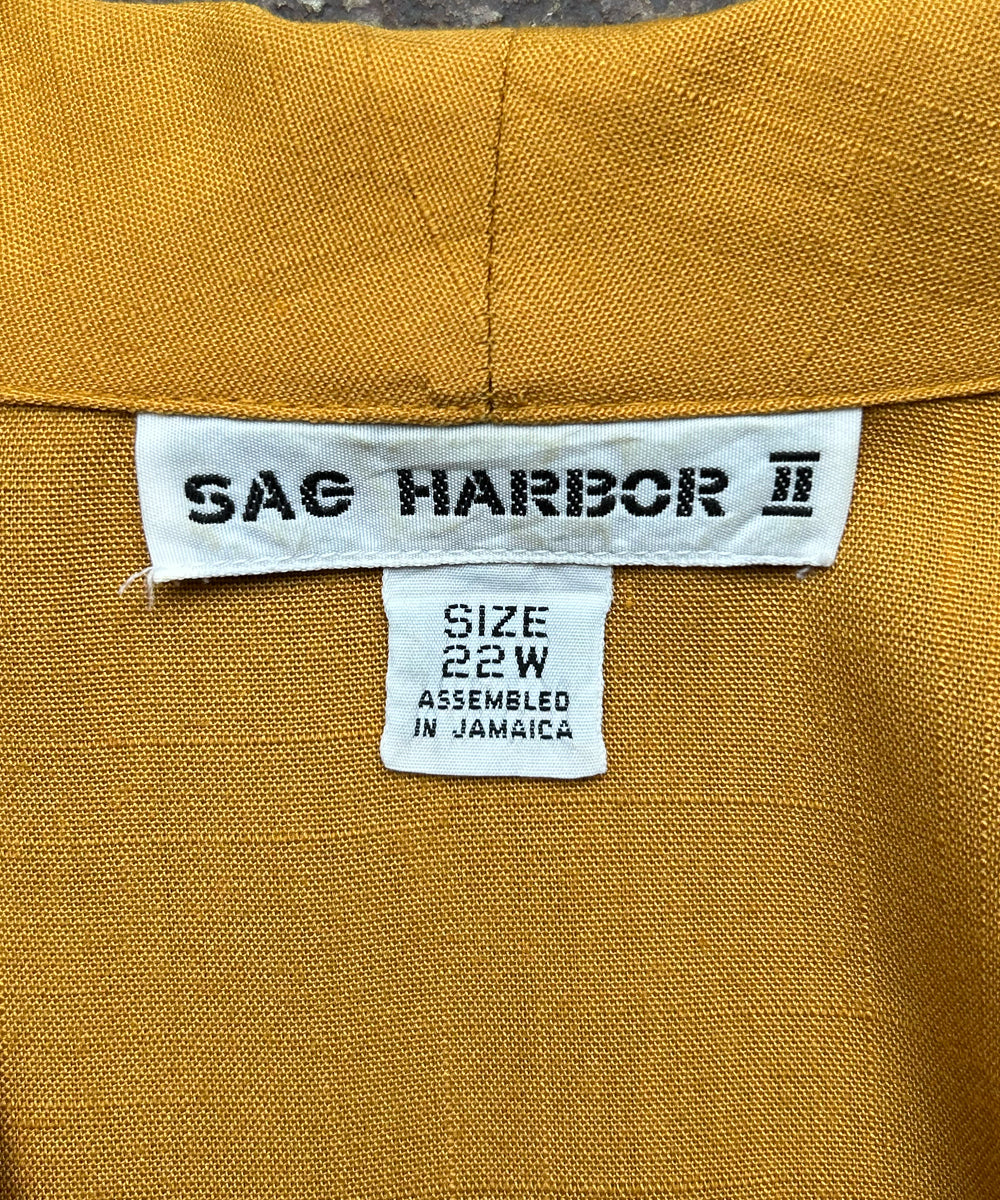 SAG HARBOR II
SIZE
22W
ASSEMBLED
IN JAMAICA